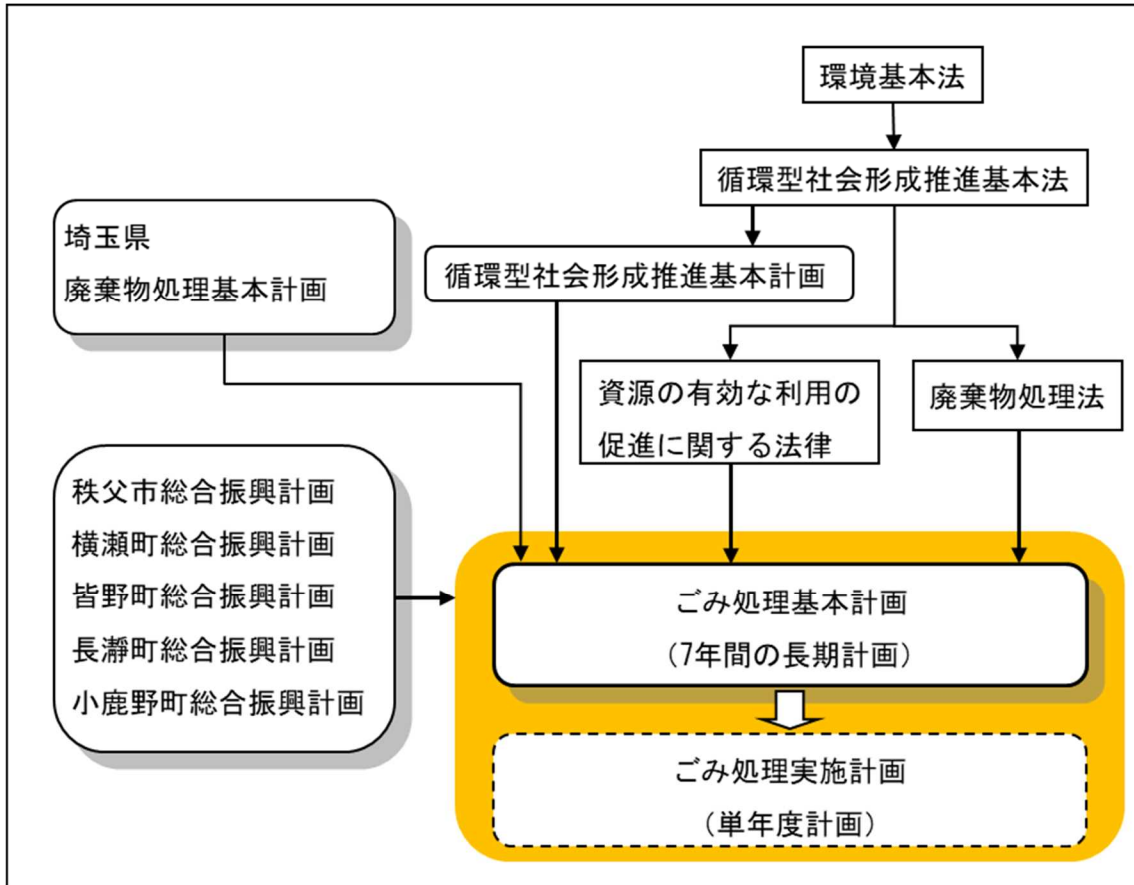 環境基本法
循環型社会形成推進基本法
埼玉県
廃棄物処理基本計画
循環型社会形成推進基本計画
資源の有効な利用の
促進に関する法律
廃棄物処理法
秩父市総合振興計画
横瀬町総合振興計画
皆野町総合振興計画
長瀞町総合振興計画
小鹿野町総合振興計画
ごみ処理基本計画
（7年間の長期計画）
ごみ処理実施計画
（単年度計画）